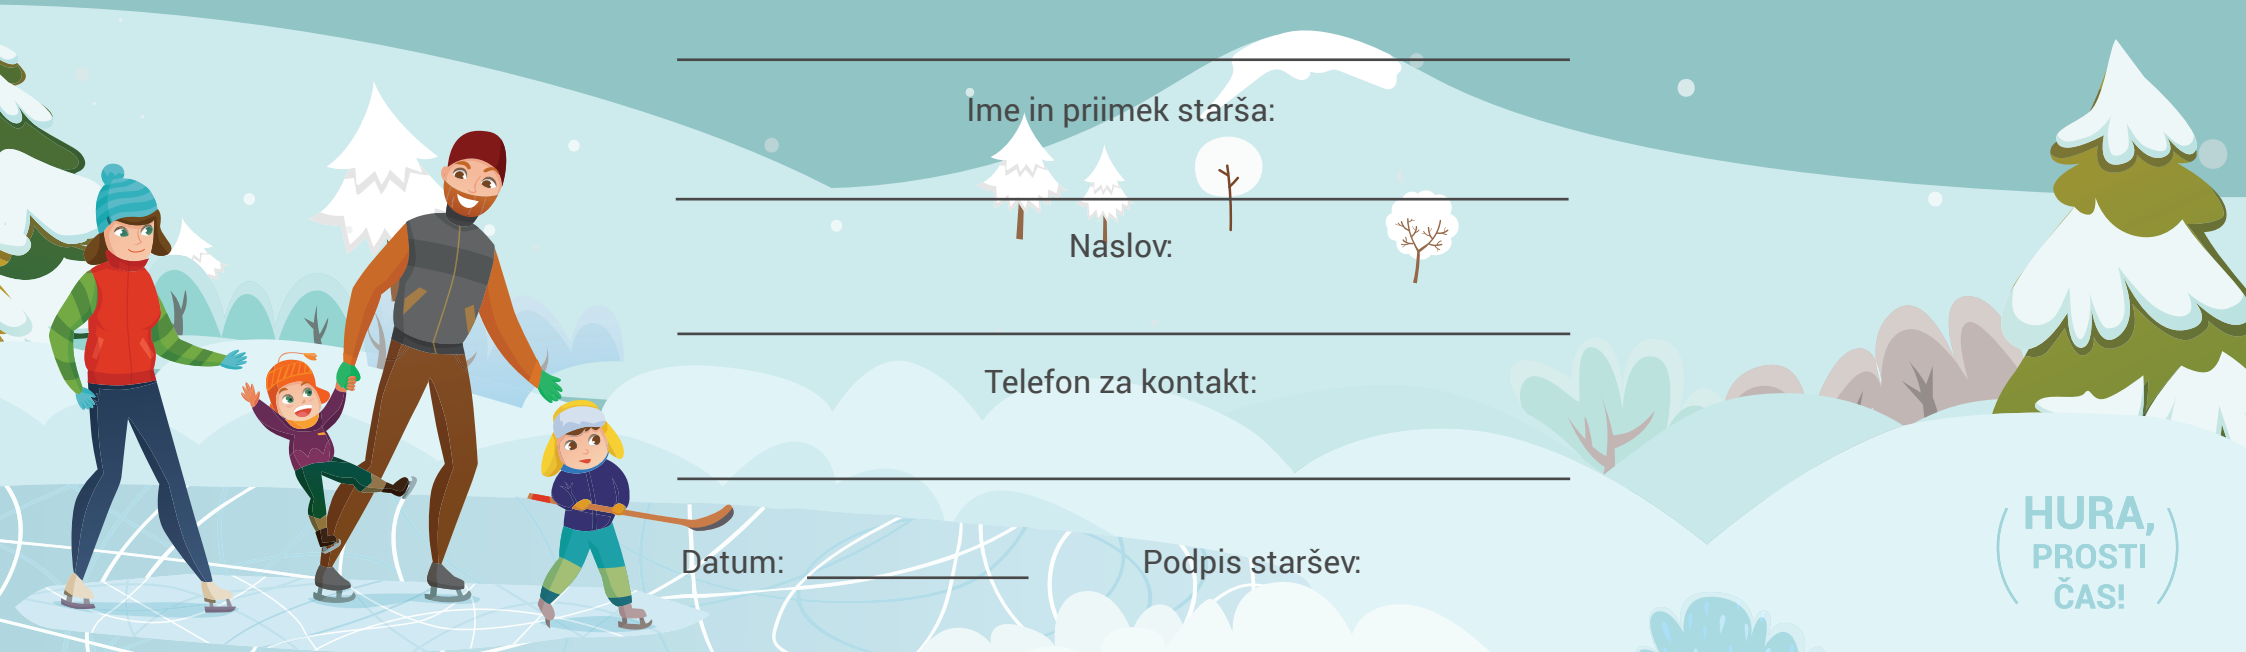 Ime in priimek starša:
Naslov:
Telefon za kontakt:
Datum: Podpis staršev:
HURA,
PROSTI
ČAS!